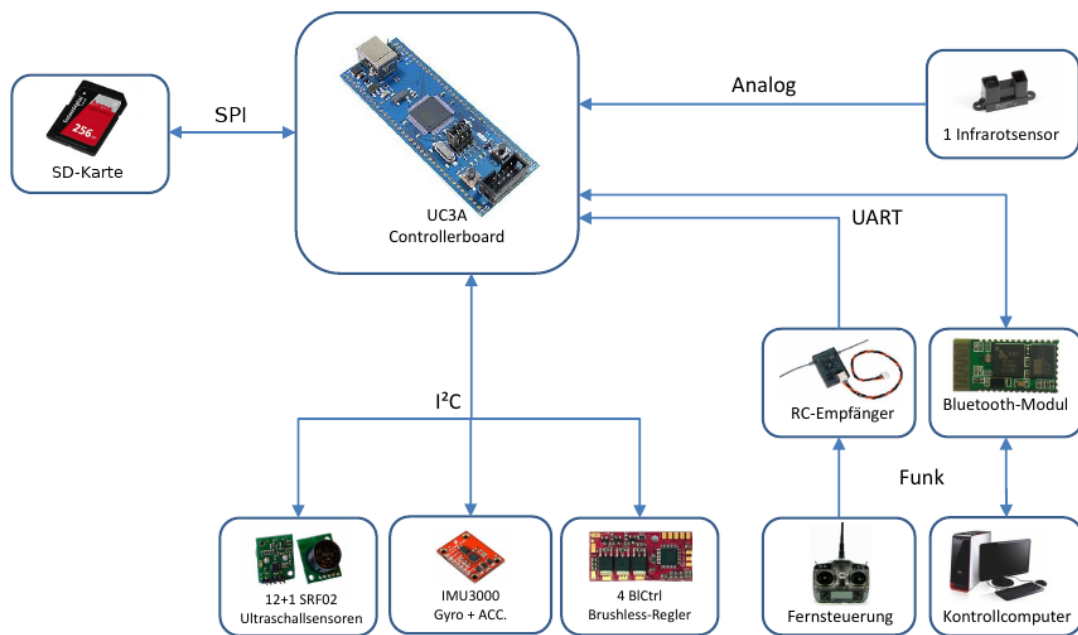 Analog
1 Infrarotsensor
SPI
256
SD-Karte
UC3A
Controllerboard
UART
RC-Empfänger
Bluetooth-Modul
I²C
Funk
12+1 SRF02
Ultraschallsensoren
IMU3000
Gyro + ACC.
4 BlCtrl
Brushless-Regler
Fernsteuerung
Kontrollcomputer